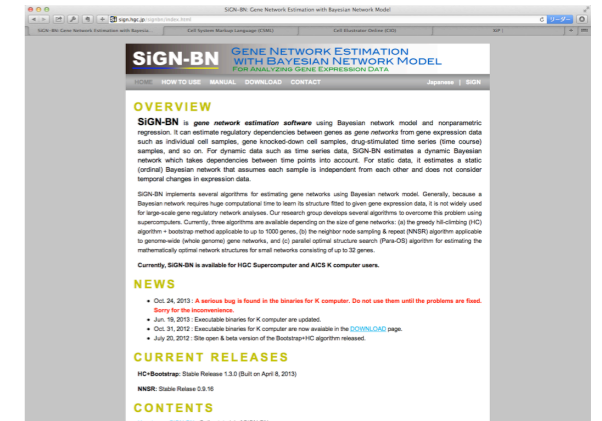 SiGN-BN: Gene Network Estimation with Bayesian Network Model
sign.hgc.jp/signbn/index.html
リーダー
SiGN-BN: Gene Network Estimation with Bayesia...
Cell System Markup Language (CSML)
Cell Illustrator Online (CIO)
SiGN-BN
GENE NETWORK ESTIMATION
WITH BAYESIAN NETWORK MODEL
FOR ANALYZING GENE EXPRESSION DATA
HOME HOW TO USE MANUAL DOWNLOAD CONTACT Japanese | SiGN
OVERVIEW
SiGN-BN is gene network estimation software using Bayesian network model and nonparametric
regression. It can estimate regulatory dependencies between genes as gene networks from gene expression data
such as individual cell samples, gene knocked-down cell samples, drug-stimulated time series (time course)
samples, and so on. For dynamic data such as time series data, SiGN-BN estimates a dynamic Bayesian
network which takes dependencies between time points into account. For static data, it estimates a static
(ordinal) Bayesian network that assumes each sample is independent from each other and does not consider
temporal changes in expression data.
SiGN-BN implements several algorithms for estimating gene networks using Bayesian network model. Generally, because a
Bayesian network requires huge computational time to learn its structure fitted to given gene expression data, it is not widely used
for large-scale gene regulatory network analyses. Our research group develops several algorithms to overcome this problem using
supercomputers. Currently, three algorithms are available depending on the size of gene networks: (a) the greedy hill-climbing (HC)
algorithm + bootstrap method applicable to up to 1000 genes, (b) the neighbor node sampling & repeat (NNSR) algorithm applicable
to genome-wide (whole genome) gene networks, and (c) parallel optimal structure search (Para-OS) algorithm for estimating the
mathematically optimal network structures for small networks consisting of up to 32 genes.
Currently, SiGN-BN is available for HGC Supercomputer and AICS K computer users.
NEWS
• Oct. 24, 2013 : A serious bug is found in the binaries for K computer. Do not use them until the problems are fixed.
Sorry for the inconvenience.
• Jun. 19, 2013 : Executable binaries for K computer are updated.
• Oct. 31, 2012 : Executable binaries for K computer are now avaiable in the DOWNLOAD page.
• July 20, 2012 : Site open & beta version of the Bootstrap+HC algorithm released.
CURRENT RELEASES
HC+Bootstrap: Stable Release 1.3.0 (Built on April 8, 2013)
NNSR: Stable Relase 0.9.16
CONTENTS